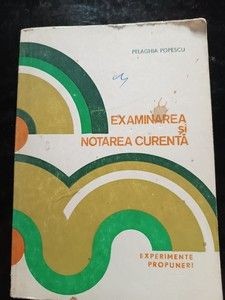 PELAGHIA POPESCU
EXAMINAREA
și
NOTAREA CURENTĂ
EXPERIMENTE
PROPUNERI